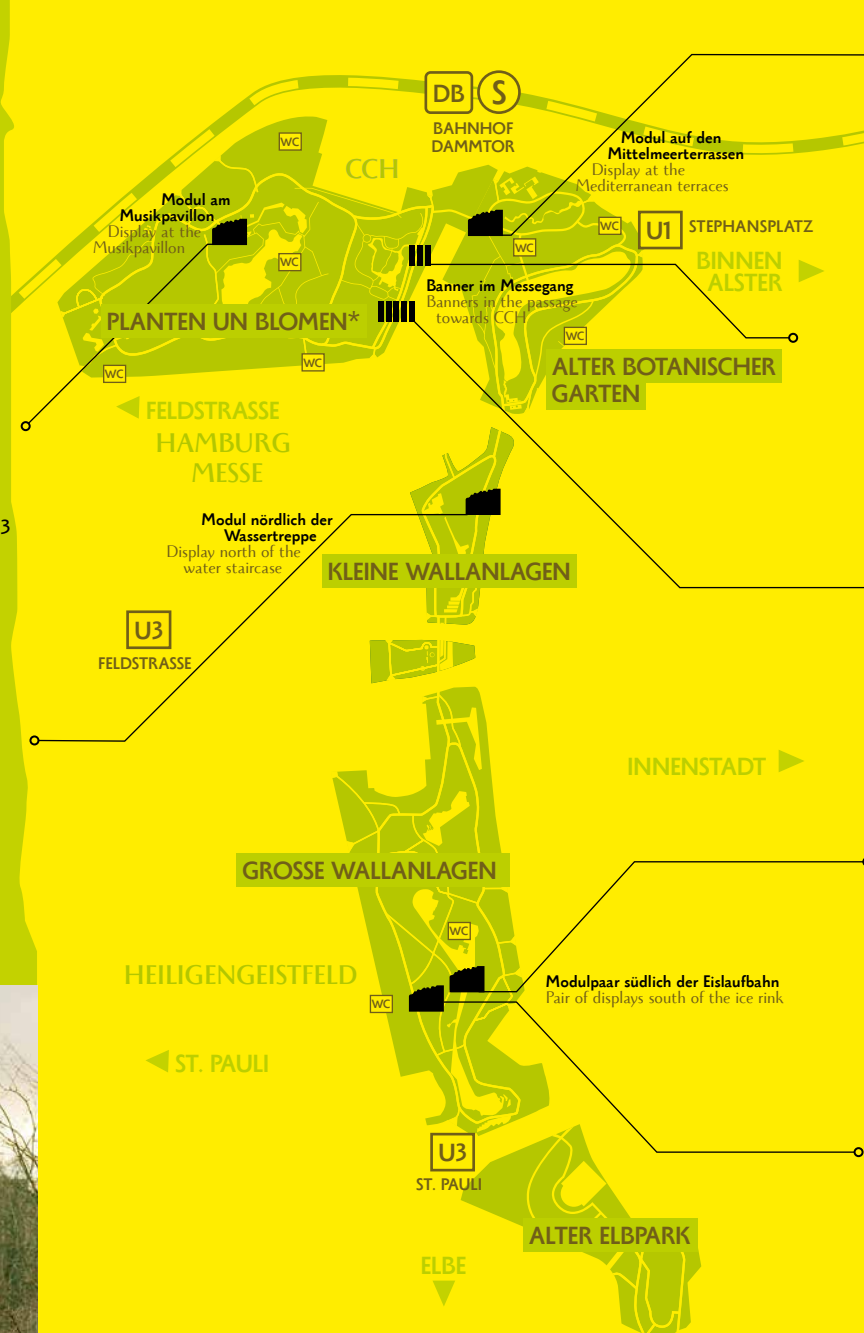 DB S
BAHNHOF
DAMMTOR
WC
CCH
Modul auf den
Mittelmeerterrassen
Display at the
Mediterranean terraces
Modul am
Musikpavillon
Display at the
Musikpavillon
WC
WC
WC
U1 STEPHANSPLATZ
BINNEN
ALSTER
Banner im Messegang
Banners in the passage
towards CCH
PLANTEN UN BLOMEN*
WC
WC
WC
ALTER BOTANISCHER
GARTEN
FELDSTRASSE
HAMBURG
MESSE
3
Modul nördlich der
Wassertreppe
Display north of the
water staircase
KLEINE WALLANLAGEN
U3
FELDSTRASSE
INNENSTADT
GROSSE WALLANLAGEN
WC
HEILIGENGEISTFELD
WC
Modulpaar südlich der Eislaufbahn
Pair of displays south of the ice rink
ST. PAULI
U3
ST. PAULI
ALTER ELBPARK
ELBE